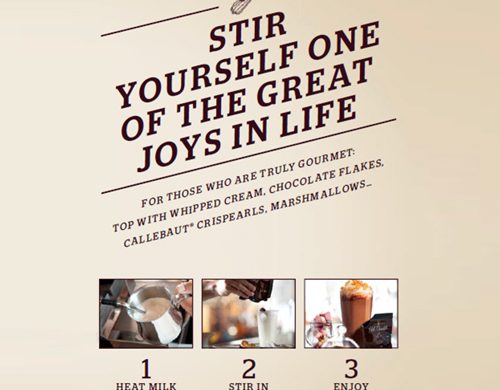 STIR
YOURSELF ONE
OF THE GREAT
JOYS IN LIFE
FOR THOSE WHO ARE TRULY GOURMET:
TOP WITH WHIPPED CREAM, CHOCOLATE FLAKES,
CALLEBAUT® CRISPEARLS, MARSHMALLOWS...
1 2 3
HEAT MILK STIR IN ENJOY